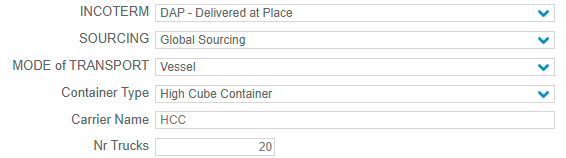 INCOTERM DAP - Delivered at Place
SOURCING Global Sourcing
MODE of TRANSPORT Vessel
Container Type High Cube Container
Carrier Name HCC
Nr Trucks 20